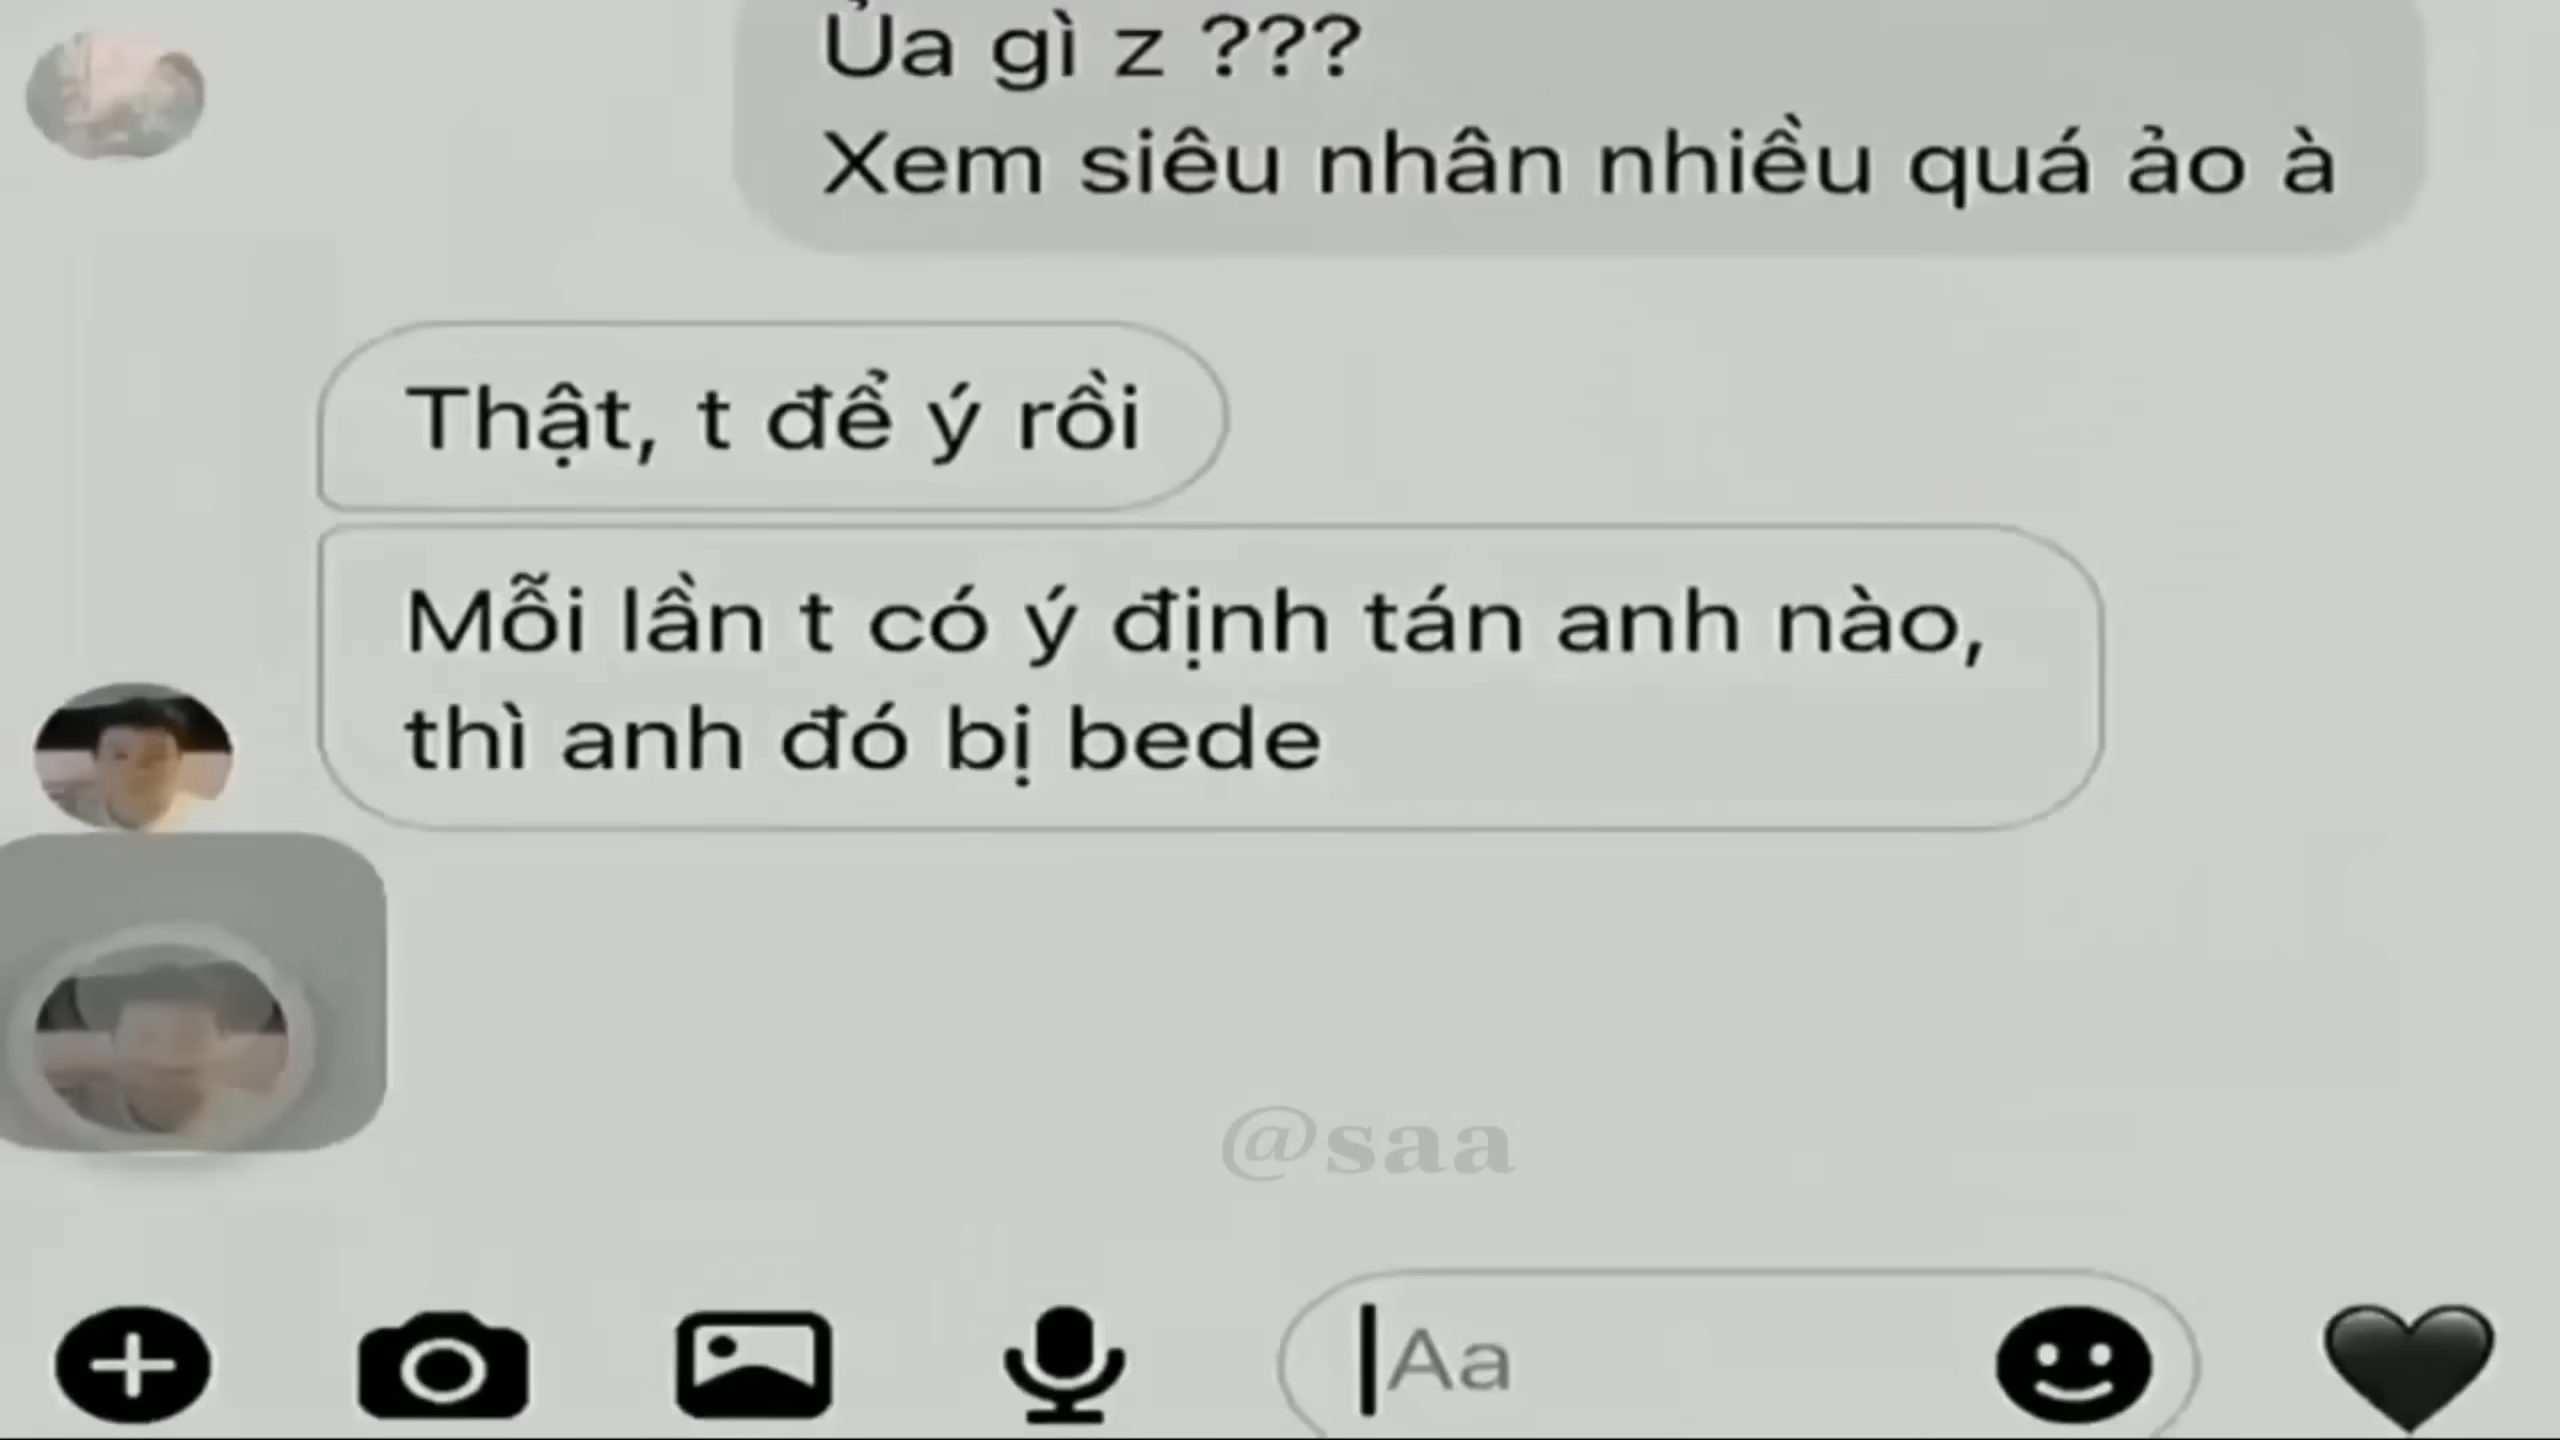 Ủa gì z ???
Xem siêu nhân nhiều quá ảo à
Thật, t để ý rồi
Mỗi lần t có ý định tán anh nào,
thì anh đó bị bede
@saa
Aa